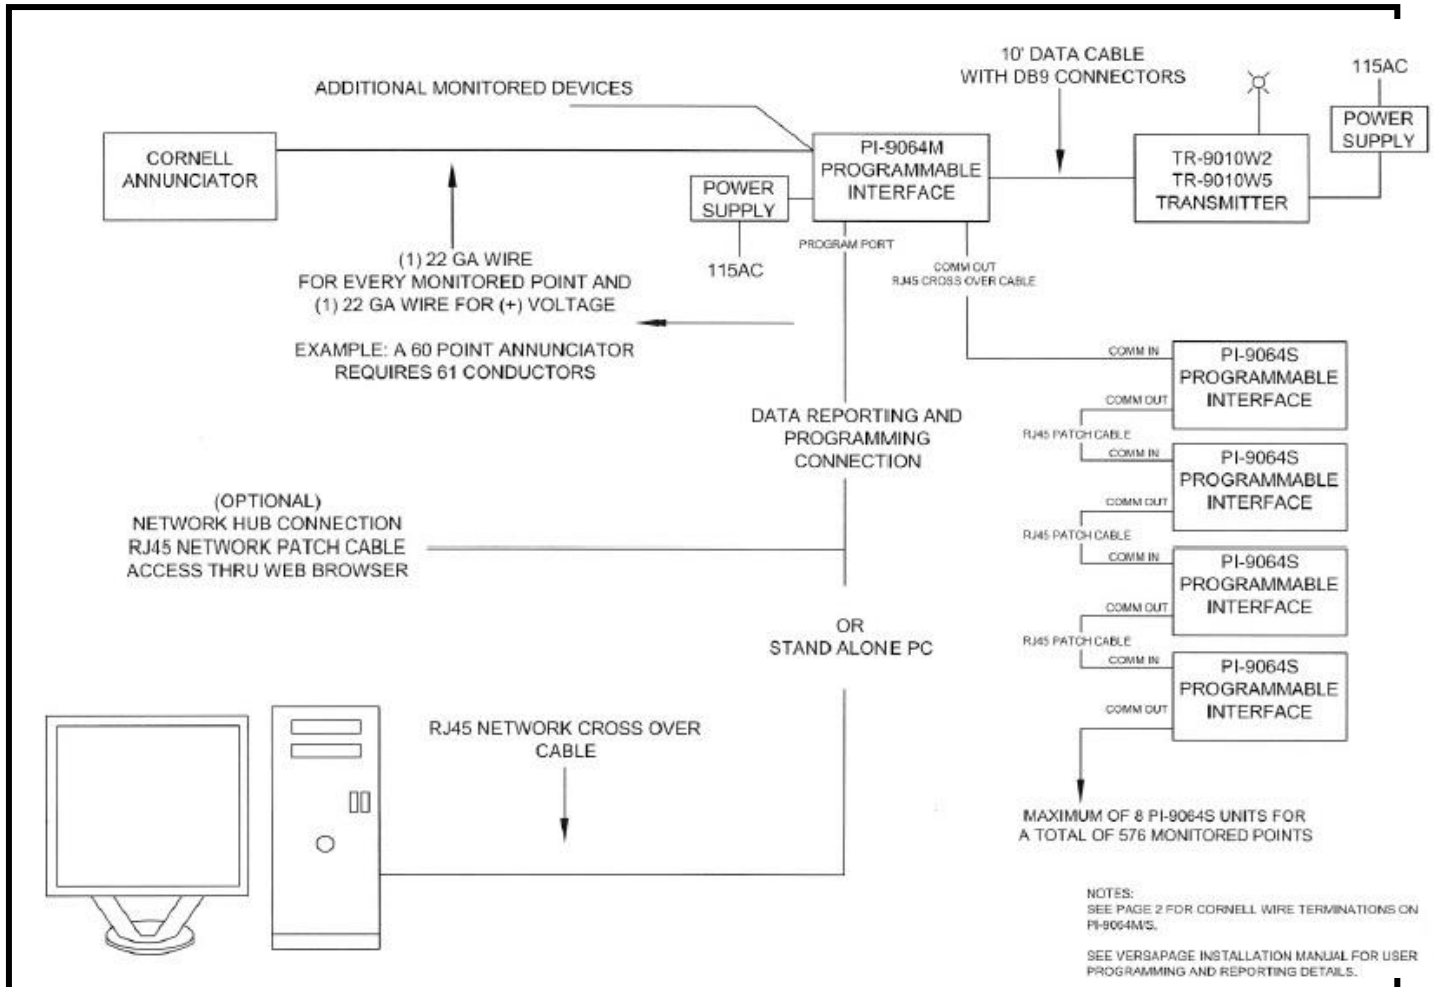 10' DATA CABLE
WITH DB9 CONNECTORS
115AC
ADDITIONAL MONITORED DEVICES
POWER
SUPPLY
CORNELL
ANNUNCIATOR
PI-9064M
PROGRAMMABLE
INTERFACE
TR-9010W2
TR-9010W5
TRANSMITTER
POWER
SUPPLY
115AC
PROGRAM PORT
COMM OUT
RJ45 CROSS OVER CABLE
(1) 22 GA WIRE
FOR EVERY MONITORED POINT AND
(1) 22 GA WIRE FOR (+) VOLTAGE
EXAMPLE: A 60 POINT ANNUNCIATOR
REQUIRES 61 CONDUCTORS
COMM IN
PI-9064S
PROGRAMMABLE
INTERFACE
COMM OUT
RJ45 PATCH CABLE
COMM IN
PI-9064S
PROGRAMMABLE
INTERFACE
COMM OUT
RJ45 PATCH CABLE
COMM IN
PI-9064S
PROGRAMMABLE
INTERFACE
COMM OUT
RJ45 PATCH CABLE
COMM IN
PI-9064S
PROGRAMMABLE
INTERFACE
COMM OUT
DATA REPORTING AND
PROGRAMMING
CONNECTION
(OPTIONAL)
NETWORK HUB CONNECTION
RJ45 NETWORK PATCH CABLE
ACCESS THRU WEB BROWSER
OR
STAND ALONE PC
RJ45 NETWORK CROSS OVER
CABLE
MAXIMUM OF 8 PI-9064S UNITS FOR
A TOTAL OF 576 MONITORED POINTS
NOTES:
SEE PAGE 2 FOR CORNELL WIRE TERMINATIONS ON
PI-9064M/S.
SEE VERSAPAGE INSTALLATION MANUAL FOR USER
PROGRAMMING AND REPORTING DETAILS.